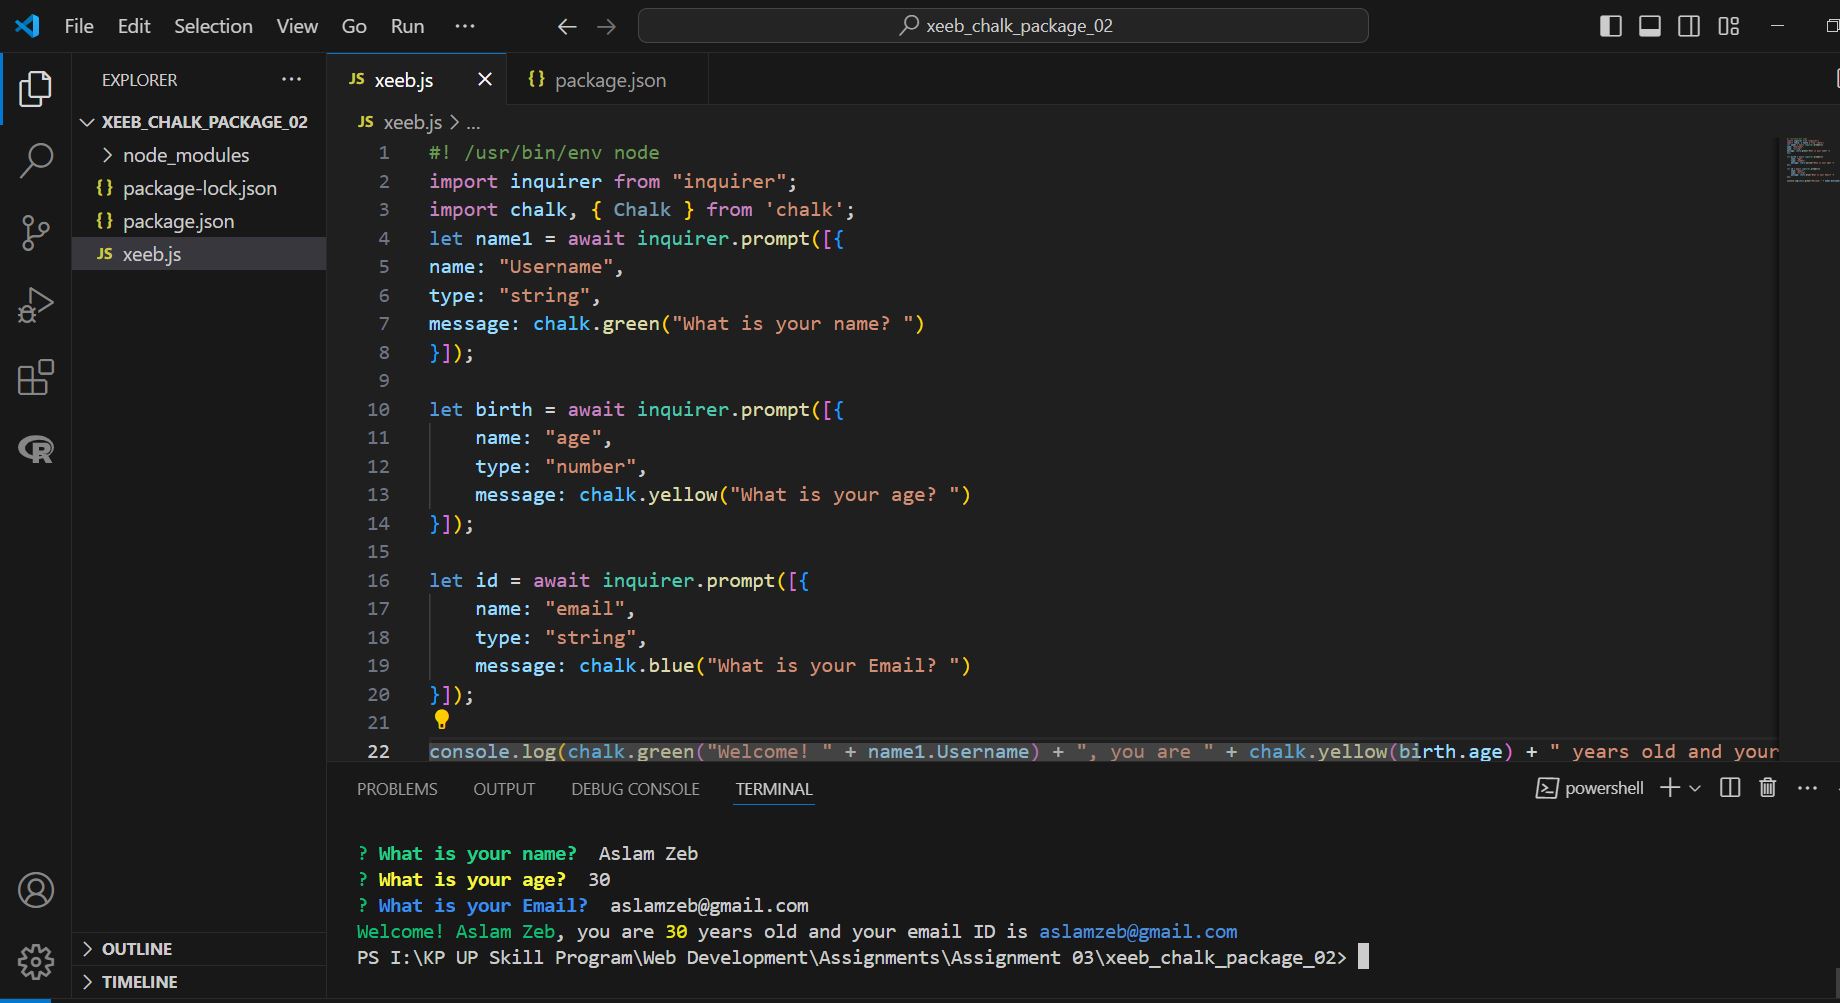 File Edit Selection View Go Run ... xeeb_chalk_package_02
EXPLORER ...
XEEB_CHALK_PACKAGE_02
node_modules
{} package-lock.json
{} package.json
JS xeeb.js
OUTLINE
TIMELINE
JS xeeb.js {} package.json
JS xeeb.js > ...
1 #! /usr/bin/env node
2 import inquirer from "inquirer";
3 import chalk, { Chalk } from 'chalk';
4 let name1 = await inquirer.prompt([{
5 name: "Username",
6 type: "string",
7 message: chalk.green("What is your name? ")
8 }]);
9
10 let birth = await inquirer.prompt([{
11 name: "age",
12 type: "number",
13 message: chalk.yellow("What is your age? ")
14 }]);
15
16 let id = await inquirer.prompt([{
17 name: "email",
18 type: "string",
19 message: chalk.blue("What is your Email? ")
20 }]);
21
22 console.log(chalk.green("Welcome! " + name1.Username) + ", you are " + chalk.yellow(birth.age) + " years old and your
PROBLEMS OUTPUT DEBUG CONSOLE TERMINAL powershell
? What is your name? Aslam Zeb
? What is your age? 30
? What is your Email? aslamzeb@gmail.com
Welcome! Aslam Zeb, you are 30 years old and your email ID is aslamzeb@gmail.com
PS I:\KP UP Skill Program\Web Development\Assignments\Assignment 03\xeeb_chalk_package_02>